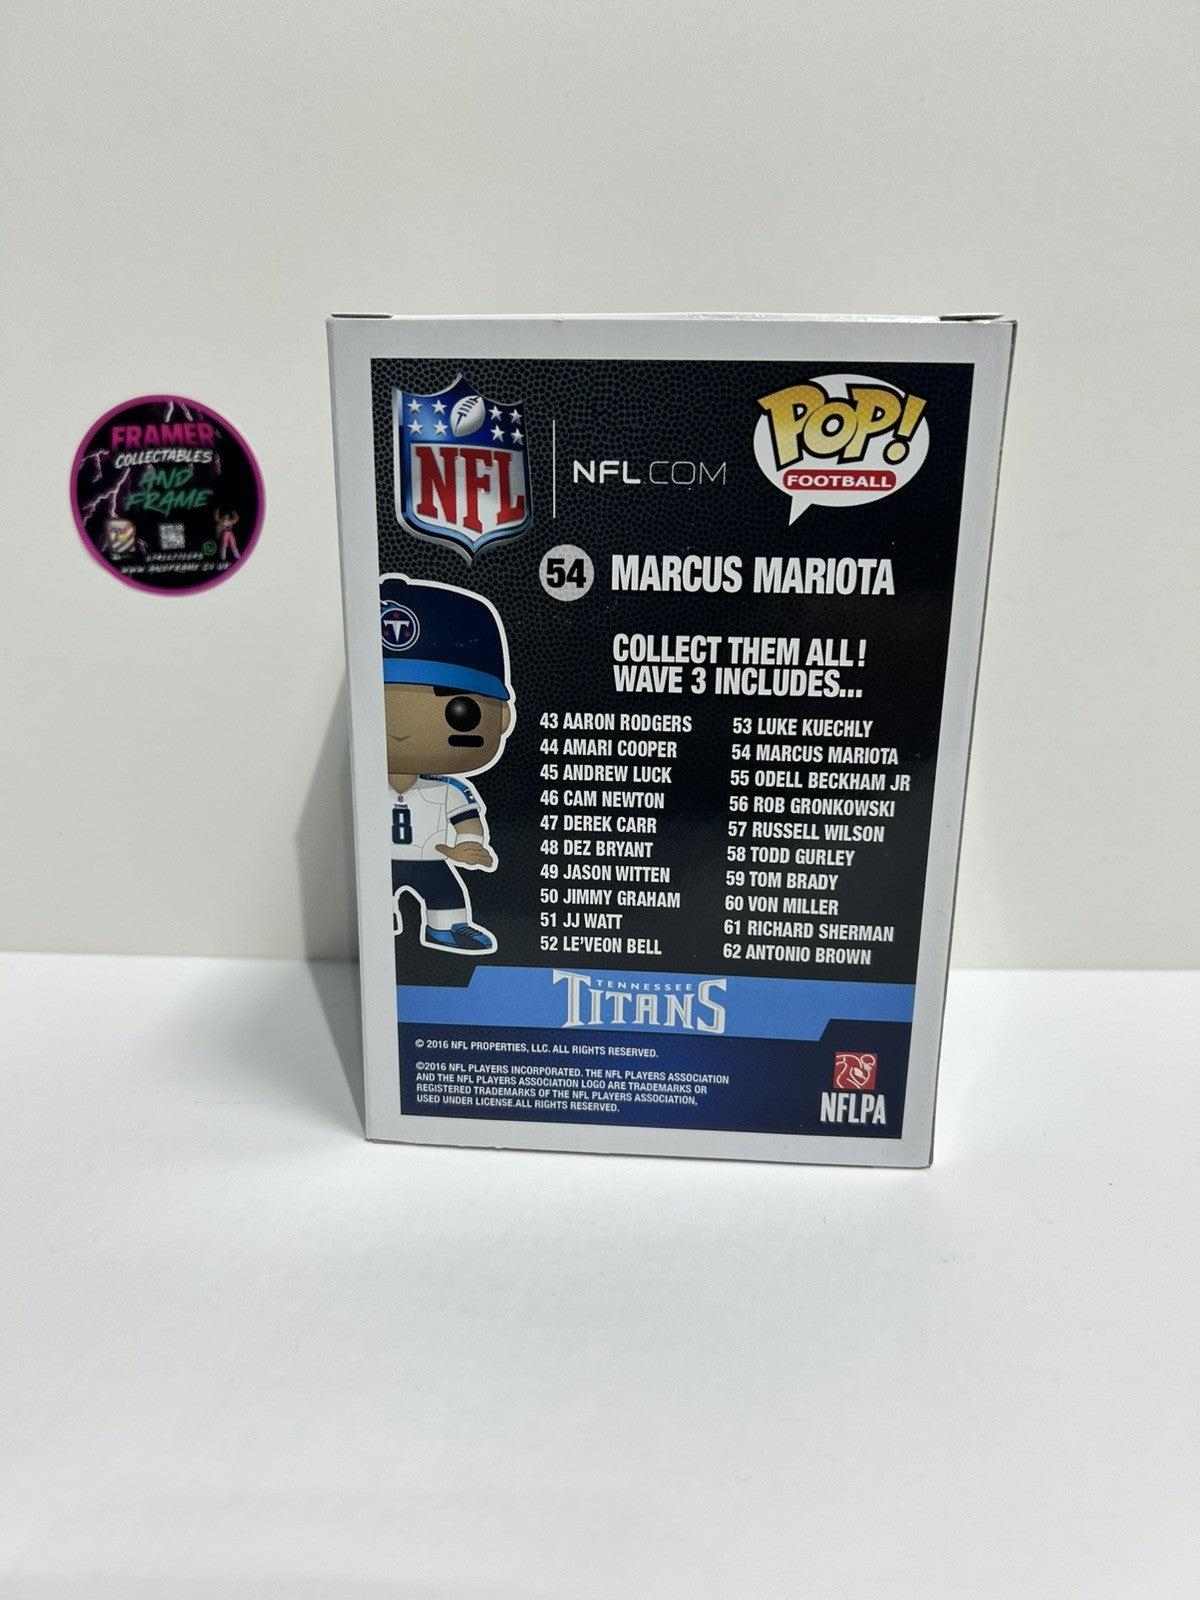 FRAMER
COLLECTABLES
AND
FRAME
WWW.ANDFRAME.CO.UK
NFL
NFL.COM
POP!
FOOTBALL
54 MARCUS MARIOTA
COLLECT THEM ALL!
WAVE 3 INCLUDES...
43 AARON RODGERS
44 AMARI COOPER
45 ANDREW LUCK
46 CAM NEWTON
47 DEREK CARR
48 DEZ BRYANT
49 JASON WITTEN
50 JIMMY GRAHAM
51 JJ WATT
52 LE'VEON BELL
53 LUKE KUECHLY
54 MARCUS MARIOTA
55 ODELL BECKHAM JR
56 ROB GRONKOWSKI
57 RUSSELL WILSON
58 TODD GURLEY
59 TOM BRADY
60 VON MILLER
61 RICHARD SHERMAN
62 ANTONIO BROWN
T
8
TENNESSEE
TITANS
© 2016 NFL PROPERTIES, LLC. ALL RIGHTS RESERVED.
©2016 NFL PLAYERS INCORPORATED. THE NFL PLAYERS ASSOCIATION
AND THE NFL PLAYERS ASSOCIATION LOGO ARE TRADEMARKS OR
REGISTERED TRADEMARKS OF THE NFL PLAYERS ASSOCIATION,
USED UNDER LICENSE.ALL RIGHTS RESERVED.
NFLPA